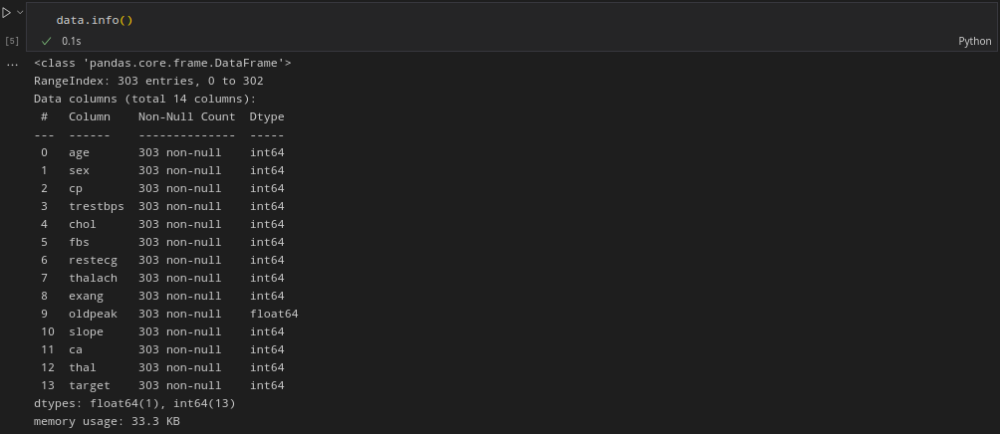 data.info()
[5]
0.1s
Python
...
<class 'pandas.core.frame.DataFrame'>
RangeIndex: 303 entries, 0 to 302
Data columns (total 14 columns):
 #   Column    Non-Null Count  Dtype
---  ------    --------------  -----
 0   age       303 non-null    int64
 1   sex       303 non-null    int64
 2   cp        303 non-null    int64
 3   trestbps  303 non-null    int64
 4   chol      303 non-null    int64
 5   fbs       303 non-null    int64
 6   restecg   303 non-null    int64
 7   thalach   303 non-null    int64
 8   exang     303 non-null    int64
 9   oldpeak   303 non-null    float64
 10  slope     303 non-null    int64
 11  ca        303 non-null    int64
 12  thal      303 non-null    int64
 13  target    303 non-null    int64
dtypes: float64(1), int64(13)
memory usage: 33.3 KB